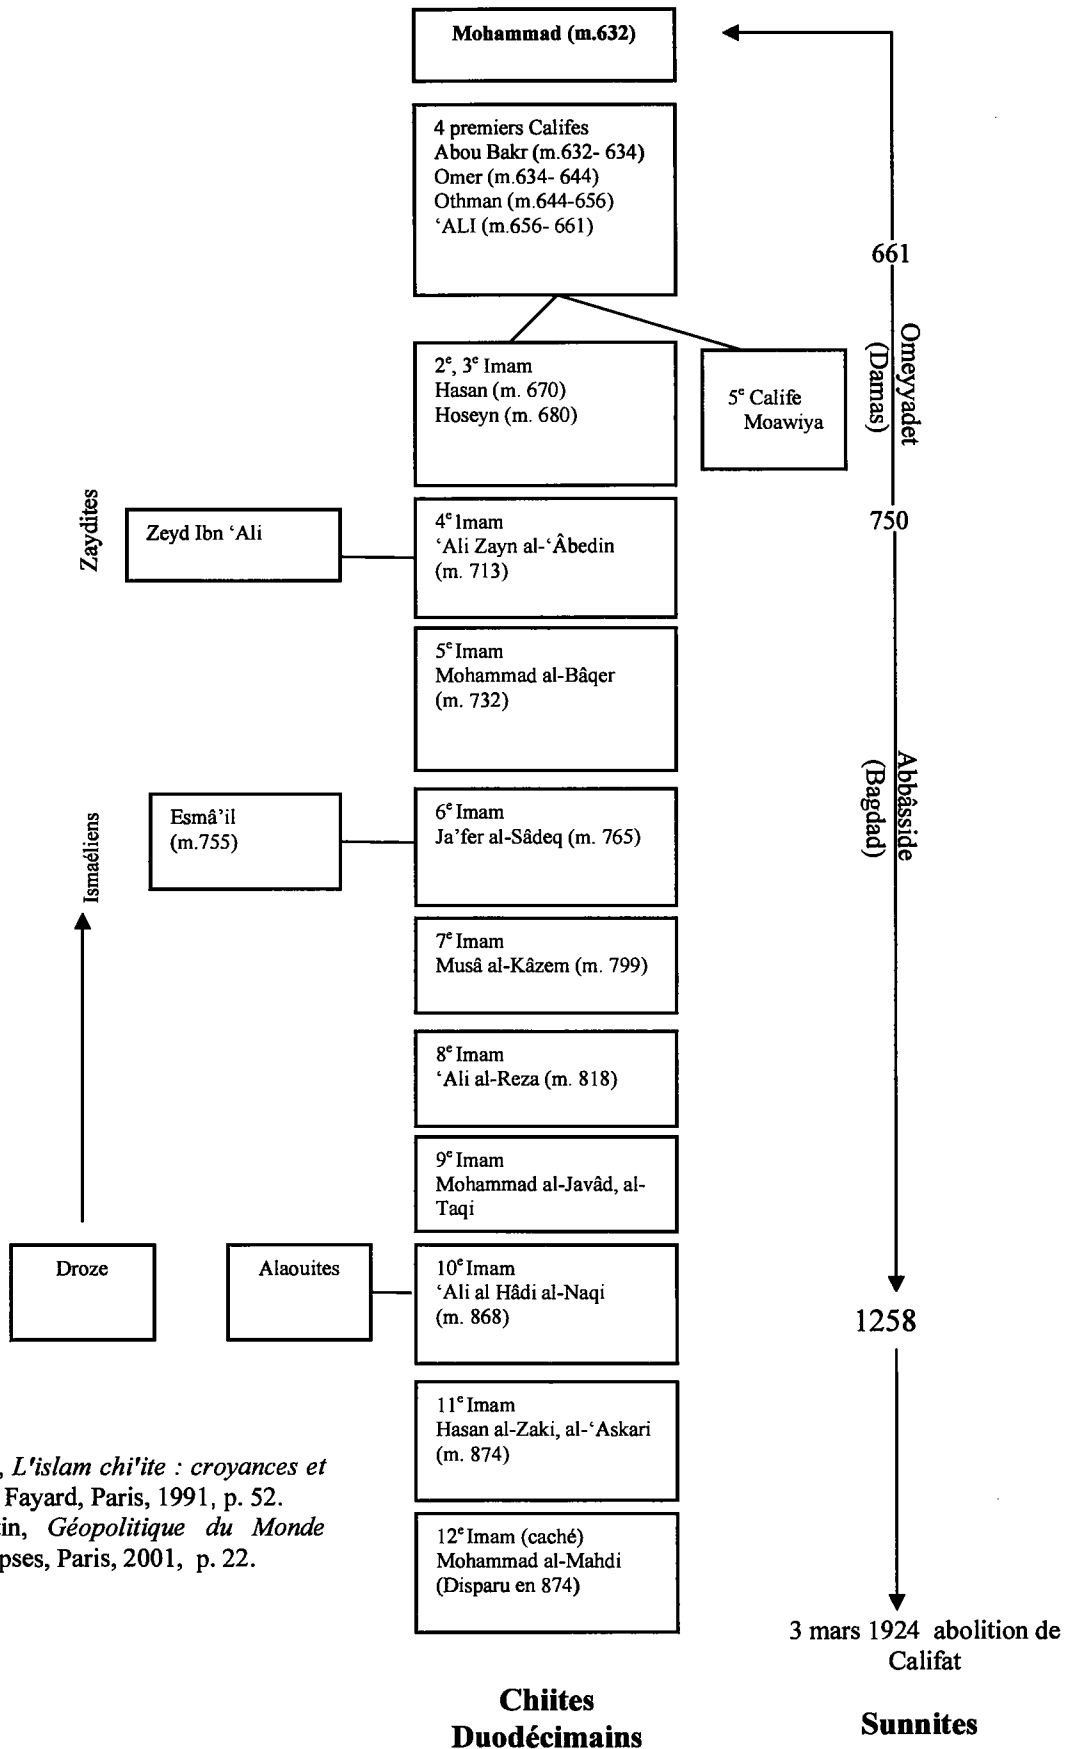 Mohammad (m.632)
4 premiers Califes
Abou Bakr (m.632- 634)
Omer (m.634- 644)
Othman (m.644-656)
‘ALI (m.656- 661)
661
Omeyyadet
(Damas)
2e, 3e Imam
Hasan (m. 670)
Hoseyn (m. 680)
5e Calife
Moawiya
Zaydites
Zeyd Ibn ‘Ali
4e Imam
‘Ali Zayn al-‘Âbedin
(m. 713)
750
5e Imam
Mohammad al-Bâqer
(m. 732)
Abbâsside
(Bagdad)
Ismaéliens
Esmâ’il
(m.755)
6e Imam
Ja’fer al-Sâdeq (m. 765)
7e Imam
Musâ al-Kâzem (m. 799)
8e Imam
‘Ali al-Reza (m. 818)
9e Imam
Mohammad al-Javâd, al-
Taqi
Droze
Alaouites
10e Imam
‘Ali al Hâdi al-Naqi
(m. 868)
1258
11e Imam
Hasan al-Zaki, al-‘Askari
(m. 874)
, L'islam chi'ite : croyances et
Fayard, Paris, 1991, p. 52.
tin, Géopolitique du Monde
pses, Paris, 2001, p. 22.
12e Imam (caché)
Mohammad al-Mahdi
(Disparu en 874)
3 mars 1924 abolition de
Califat
Chiites
Duodécimains
Sunnites